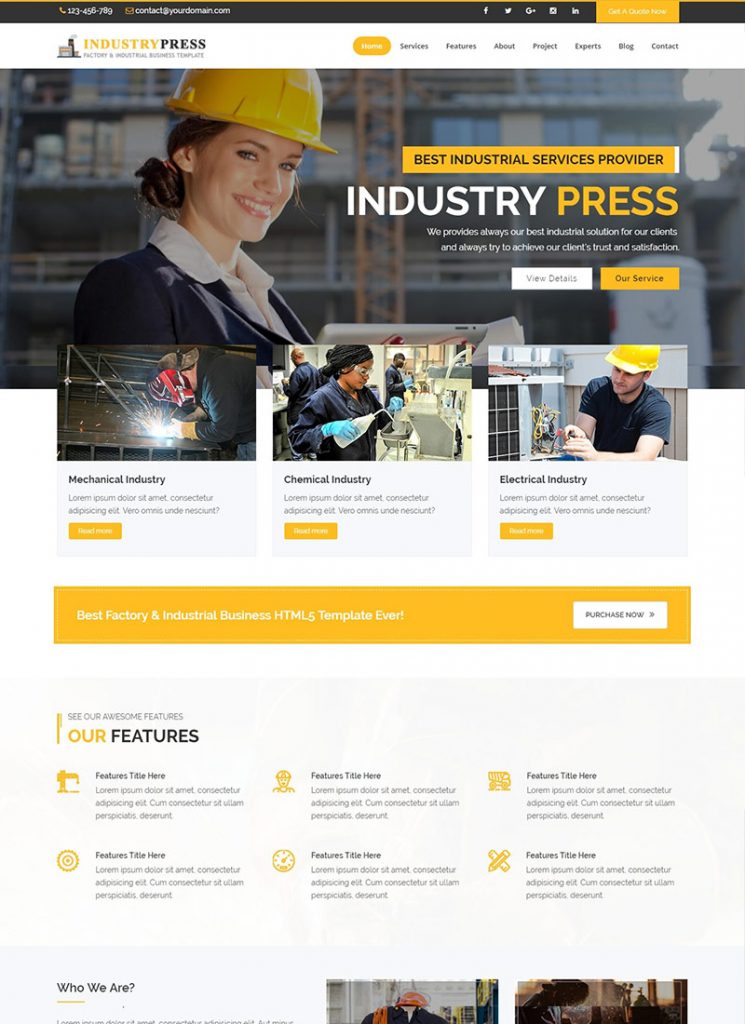 123-456-789 contact@yourdomain.com Get A Quote Now
INDUSTRYPRESS
FACTORY & INDUSTRIAL BUSINESS TEMPLATE
Home Services Features About Project Experts Blog Contact
BEST INDUSTRIAL SERVICES PROVIDER
INDUSTRY PRESS
We provides always our best industrial solution for our clients
and always try to achieve our client's trust and satisfaction.
View Details Our Service
Mechanical Industry
Lorem ipsum dolor sit amet, consectetur
adipisicing elit. Vero omnis unde nesciunt?
Read more
Chemical Industry
Lorem ipsum dolor sit amet, consectetur
adipisicing elit. Vero omnis unde nesciunt?
Read more
Electrical Industry
Lorem ipsum dolor sit amet, consectetur
adipisicing elit. Vero omnis unde nesciunt?
Read more
Best Factory & Industrial Business HTML5 Template Ever!
PURCHASE NOW »
SEE OUR AWESOME FEATURES
OUR FEATURES
Features Title Here
Lorem ipsum dolor sit amet, consectetur
adipisicing elit. Cum consectetur sit ullam
perspiciatis, deserunt.
Features Title Here
Lorem ipsum dolor sit amet, consectetur
adipisicing elit. Cum consectetur sit ullam
perspiciatis, deserunt.
Features Title Here
Lorem ipsum dolor sit amet, consectetur
adipisicing elit. Cum consectetur sit ullam
perspiciatis, deserunt.
Features Title Here
Lorem ipsum dolor sit amet, consectetur
adipisicing elit. Cum consectetur sit ullam
perspiciatis, deserunt.
Features Title Here
Lorem ipsum dolor sit amet, consectetur
adipisicing elit. Cum consectetur sit ullam
perspiciatis, deserunt.
Features Title Here
Lorem ipsum dolor sit amet, consectetur
adipisicing elit. Cum consectetur sit ullam
perspiciatis, deserunt.
Who We Are?